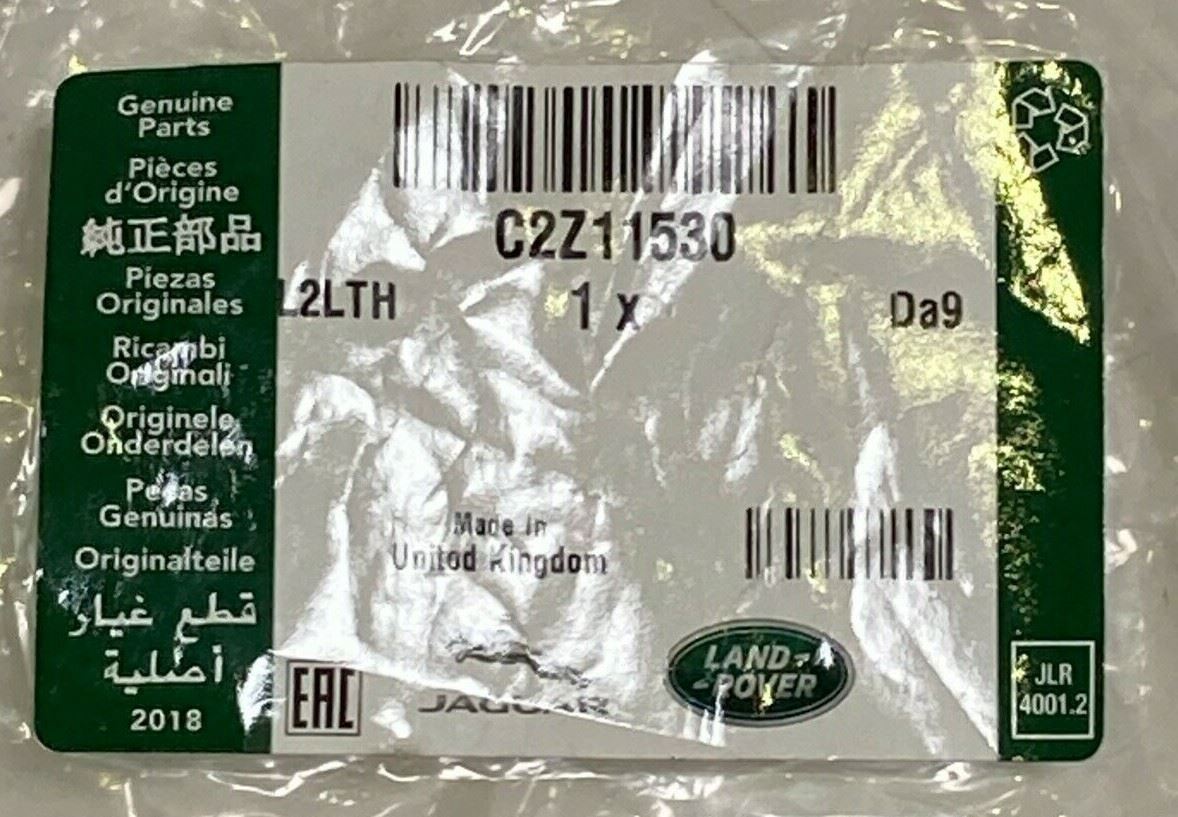 Genuine
Parts
Pièces
d'Origine
純正部品
Piezas
Originales
Ricambi
Originali
Originele
Onderdelen
Peças
Genuinas
Originalteile
قطع غيار
أصلية
2018
C2Z11530
L2LTH 1 x Da9
Made in
United Kingdom
EAC
JAGUAR
LAND-
-ROVER
JLR
4001.2